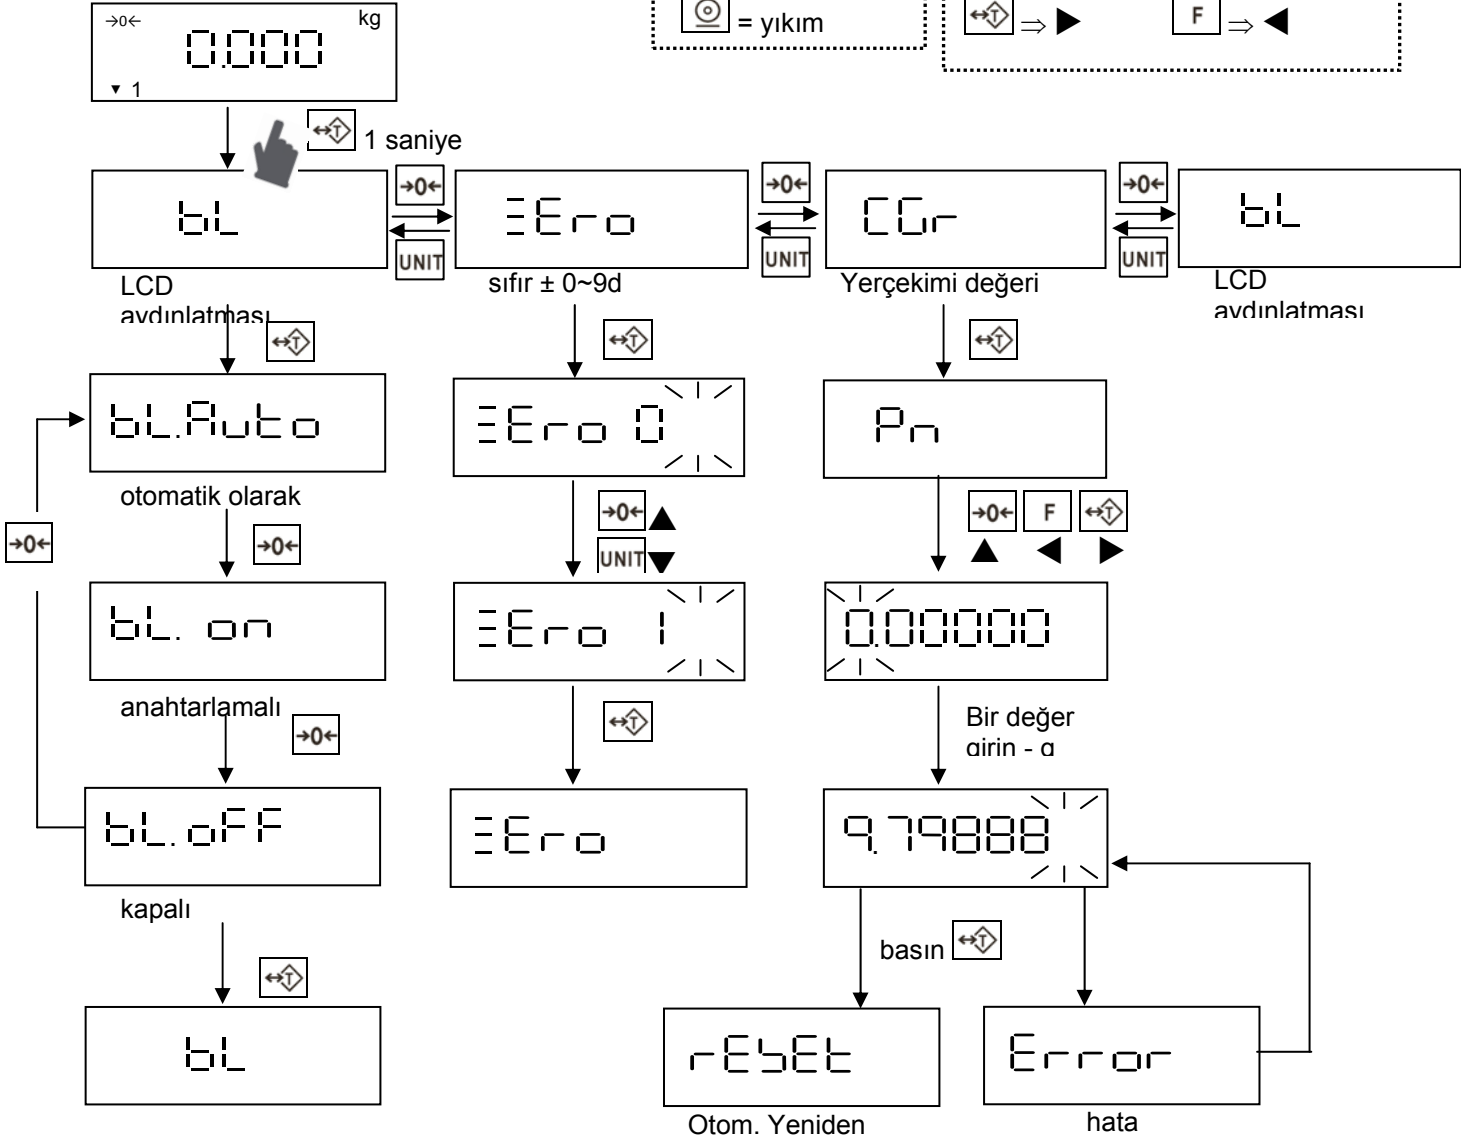 →0← kg
0.000
▼ 1
= yıkım
T ⇒ ▶ F ⇒ ◀
T 1 saniye
bL →0← UNIT Zero →0← UNIT CGr →0← UNIT bL
LCD aydınlatması
sıfır ± 0~9d
Yerçekimi değeri
LCD aydınlatması
T T T
bL.Auto
Zero 0
Pn
otomatik olarak
→0←
→0←
→0← ▲
UNIT ▼
→0← F T
▲ ◀ ▶
bL. on
Zero 1
0.00000
anahtarlamalı
→0←
T
Bir değer
girin - g
bL.oFF
Zero
9.79888
kapalı
basın T
T
bL
rESEt
Error
Otom. Yeniden
hata